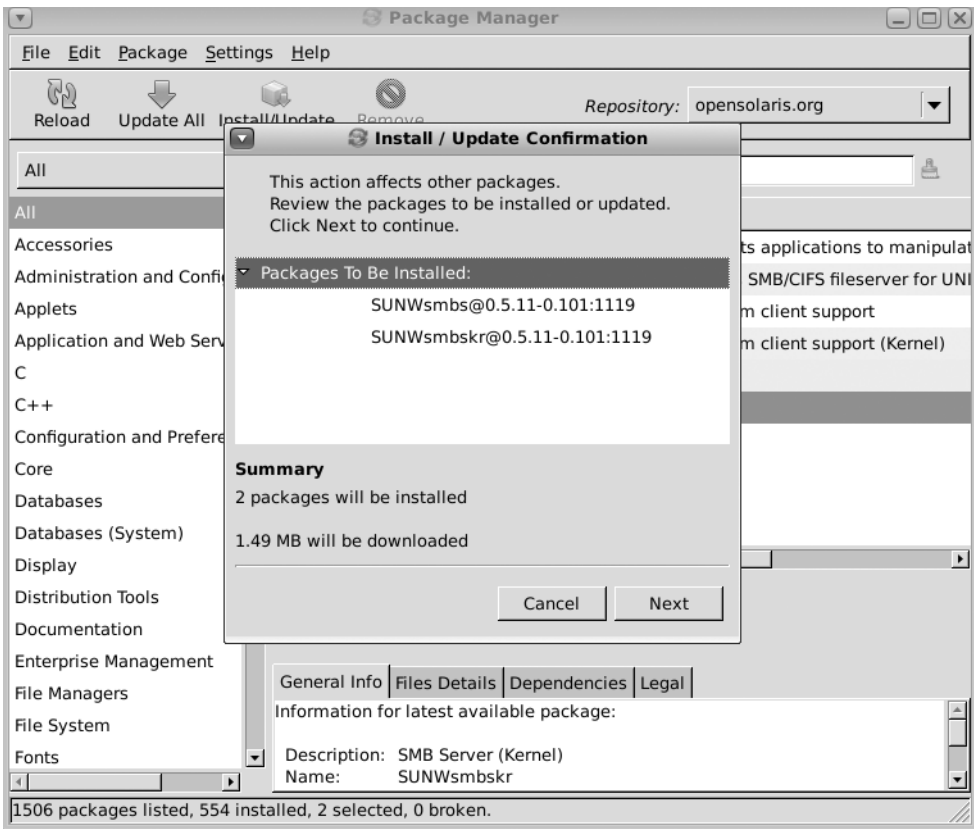 Package Manager
File Edit Package Settings Help
Reload Update All Install/Update Remove Repository: opensolaris.org
Install / Update Confirmation
This action affects other packages.
Review the packages to be installed or updated.
Click Next to continue.
Packages To Be Installed:
SUNWsmbs@0.5.11-0.101:1119
SUNWsmbskr@0.5.11-0.101:1119
Summary
2 packages will be installed
1.49 MB will be downloaded
Cancel Next
All
All
Accessories
Administration and Confi
Applets
Application and Web Serv
C
C++
Configuration and Prefere
Core
Databases
Databases (System)
Display
Distribution Tools
Documentation
Enterprise Management
File Managers
File System
Fonts
ts applications to manipulat
SMB/CIFS fileserver for UNI
m client support
m client support (Kernel)
General Info Files Details Dependencies Legal
Information for latest available package:
Description: SMB Server (Kernel)
Name: SUNWsmbskr
1506 packages listed, 554 installed, 2 selected, 0 broken.